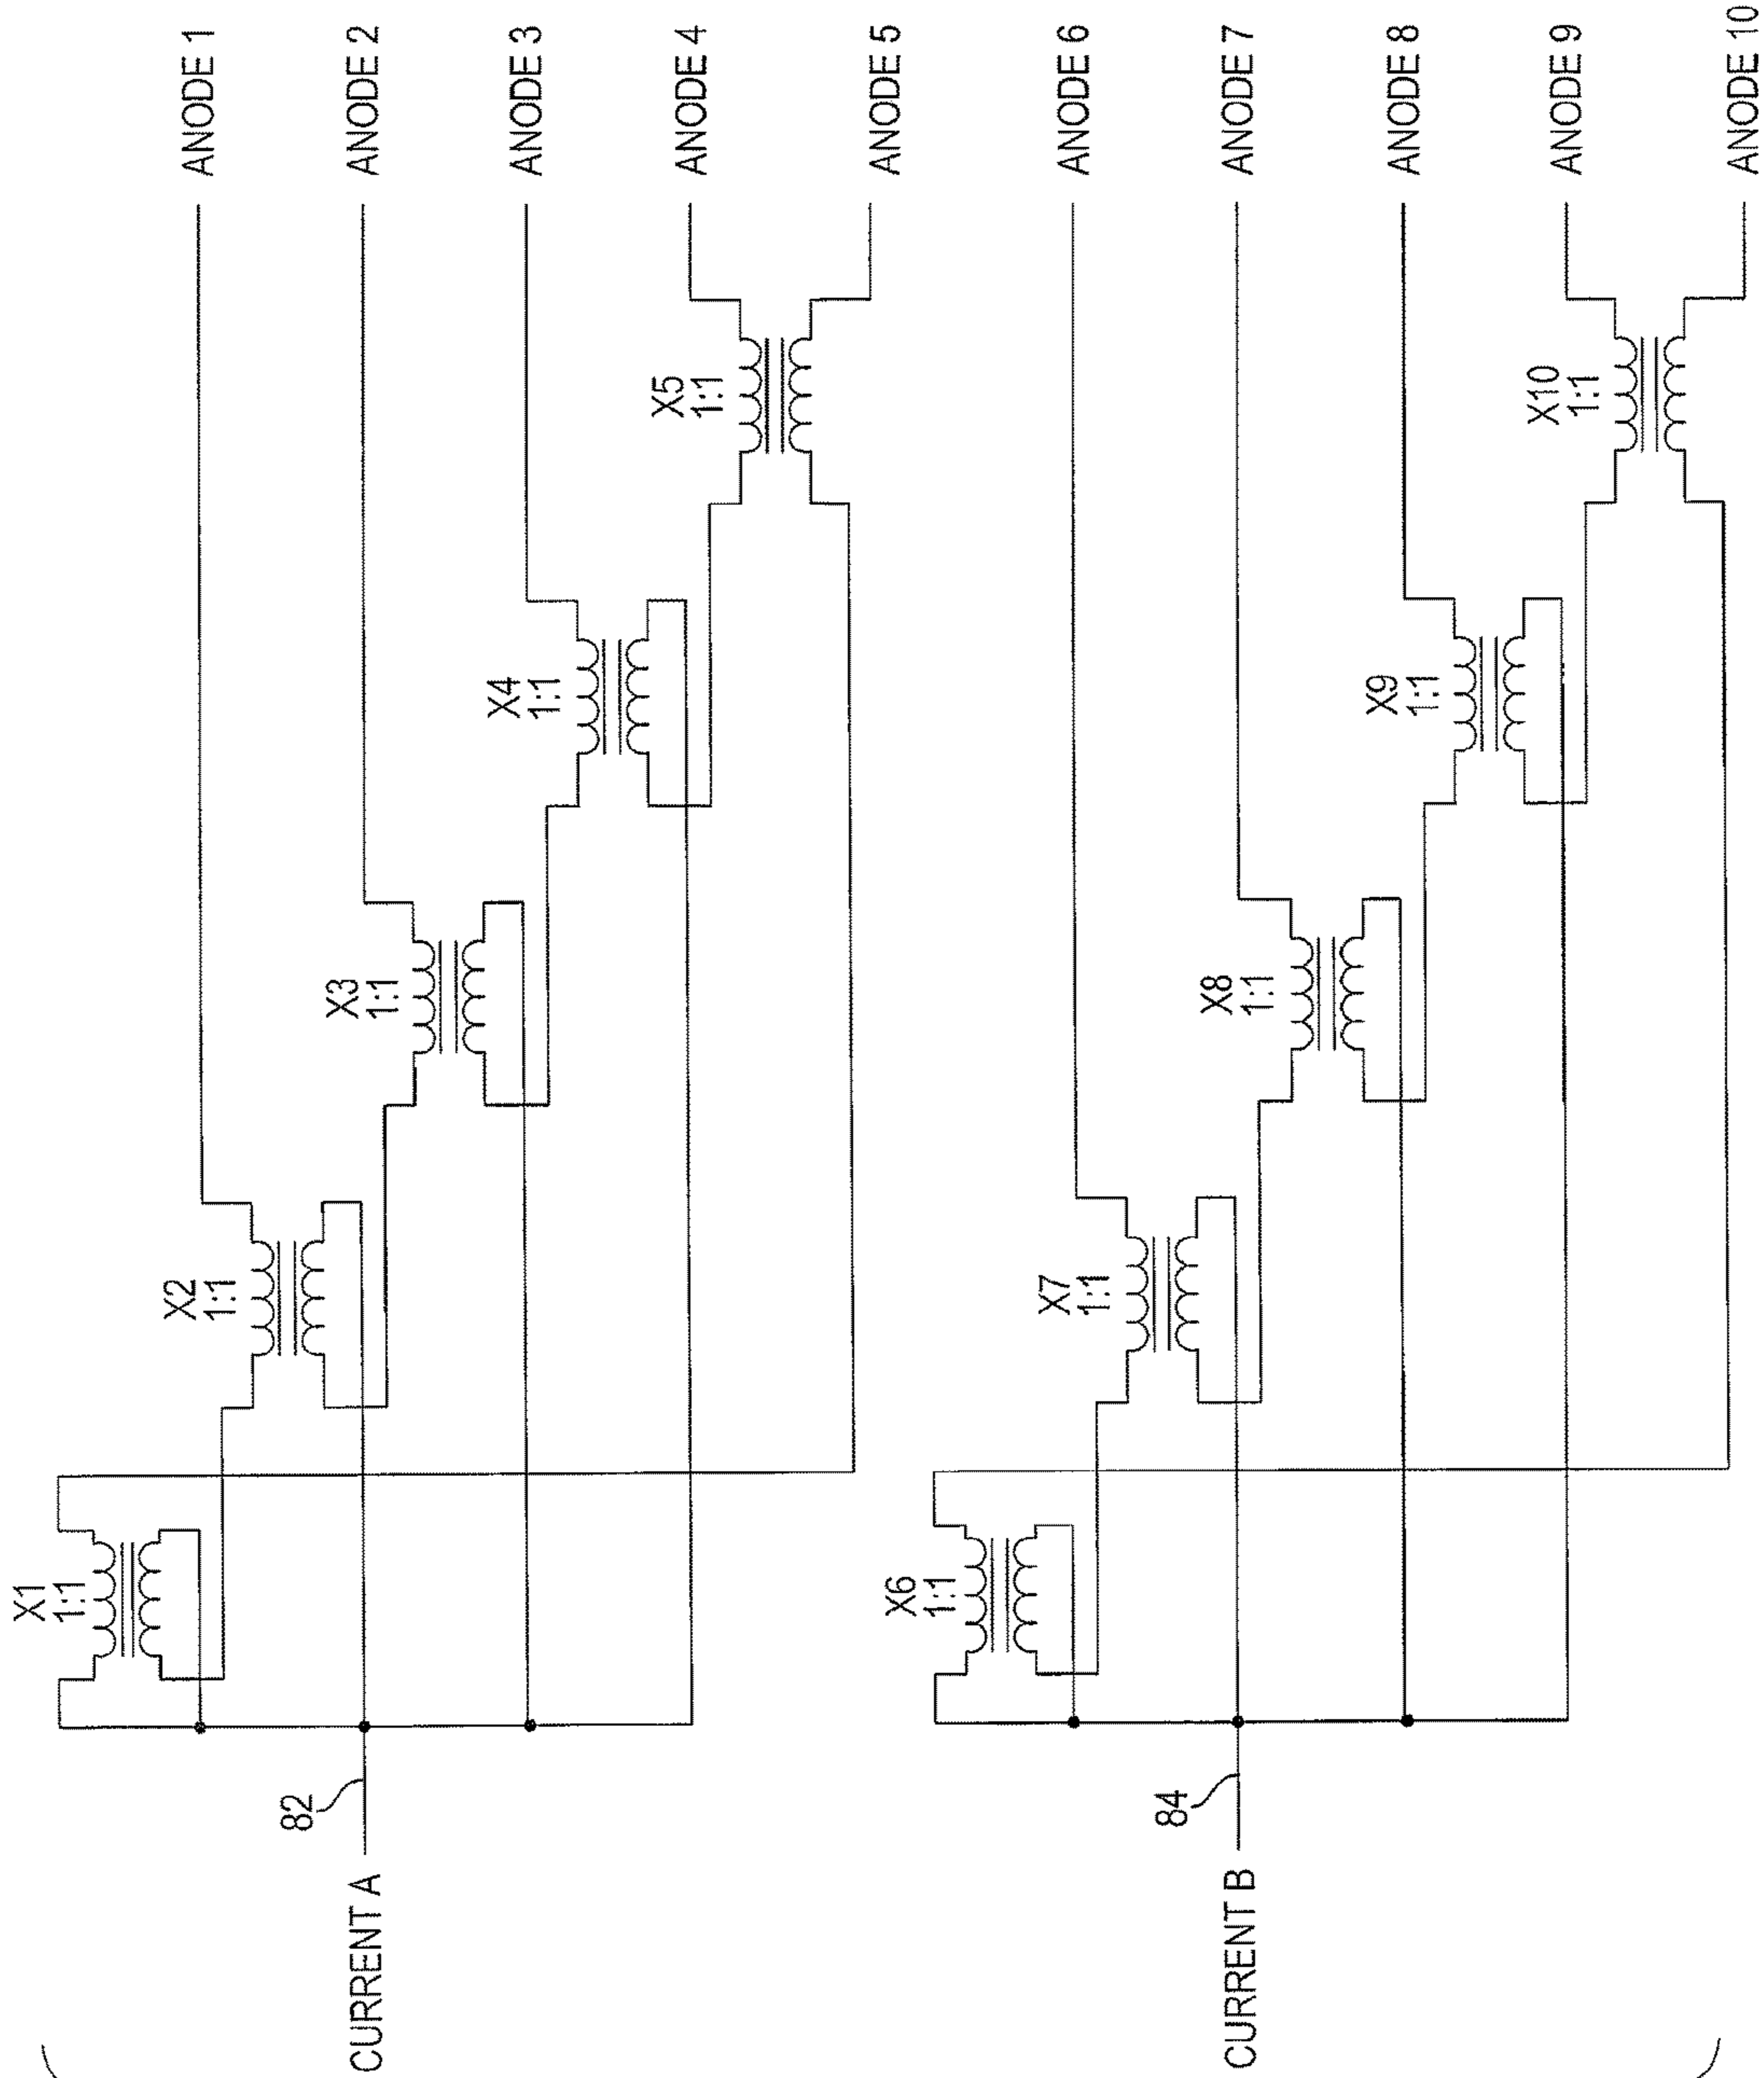 ANODE 1
ANODE 2
ANODE 3
ANODE 4
ANODE 5
ANODE 6
ANODE 7
ANODE 8
ANODE 9
ANODE 10
X5
1:1
X10
1:1
X4
1:1
X9
1:1
X3
1:1
X8
1:1
X2
1:1
X7
1:1
X1
1:1
X6
1:1
82
84
CURRENT A
CURRENT B